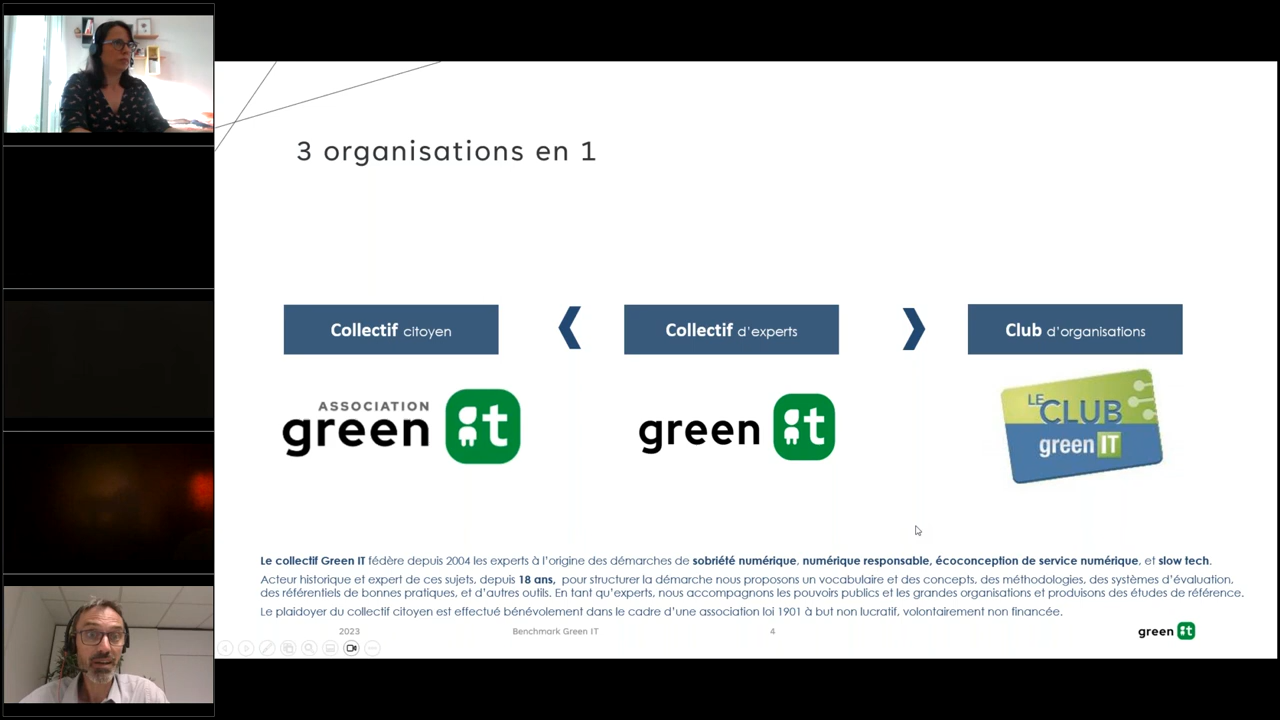 3 organisations en 1
Collectif citoyen
Collectif d'experts
Club d'organisations
ASSOCIATION
green it
green it
LE
CLUB
green IT
Le collectif Green IT fédère depuis 2004 les experts à l'origine des démarches de sobriété numérique, numérique responsable, écoconception de service numérique, et slow tech.
Acteur historique et expert de ces sujets, depuis 18 ans, pour structurer la démarche nous proposons un vocabulaire et des concepts, des méthodologies, des systèmes d'évaluation,
des référentiels de bonnes pratiques, et d'autres outils. En tant qu'experts, nous accompagnons les pouvoirs publics et les grandes organisations et produisons des études de référence.
Le plaidoyer du collectif citoyen est effectué bénévolement dans le cadre d'une association loi 1901 à but non lucratif, volontairement non financée.
2023
Benchmark Green IT
4
green it